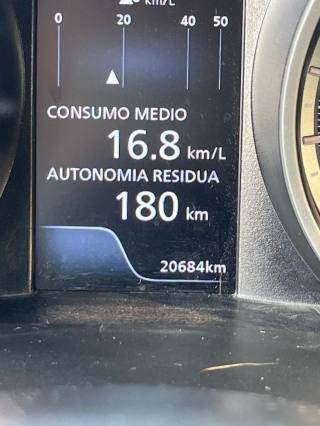 km/L
0 20 40 50
CONSUMO MEDIO
16.8 km/L
AUTONOMIA RESIDUA
180 km
20684km